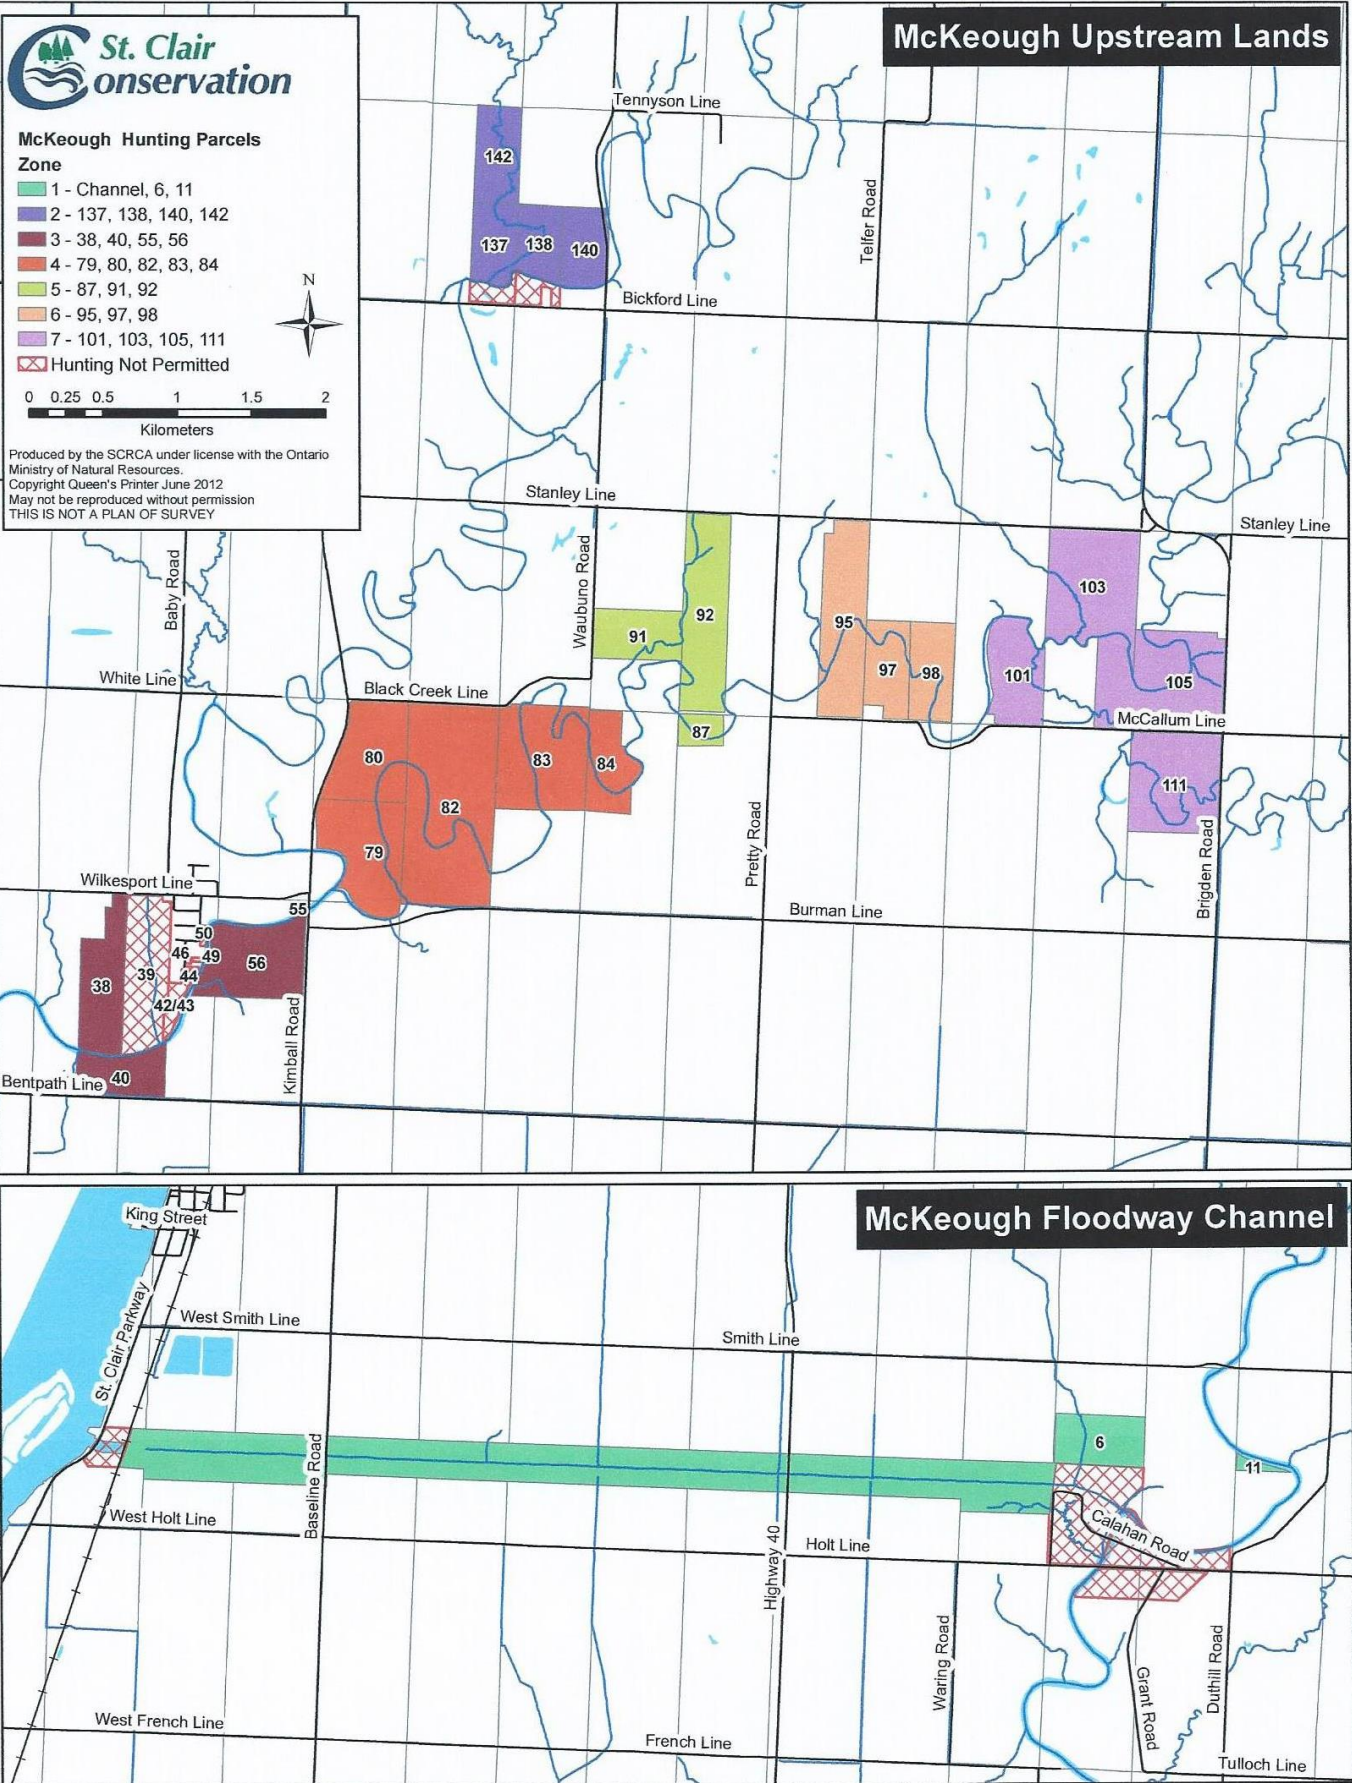 McKeough Upstream Lands
St. Clair
Conservation
McKeough Hunting Parcels
Zone
1 - Channel, 6, 11
2 - 137, 138, 140, 142
3 - 38, 40, 55, 56
4 - 79, 80, 82, 83, 84
5 - 87, 91, 92
6 - 95, 97, 98
7 - 101, 103, 105, 111
Hunting Not Permitted
N
0 0.25 0.5 1 1.5 2
Kilometers
Produced by the SCRCA under license with the Ontario
Ministry of Natural Resources.
Copyright Queen's Printer June 2012
May not be reproduced without permission
THIS IS NOT A PLAN OF SURVEY
Tennyson Line
142
Telfer Road
137 138 140
Bickford Line
Stanley Line
Stanley Line
Baby Road
Waubuno Road
103
92
95
91
97 98 101 105
White Line
Black Creek Line
McCallum Line
87
80 83 84
111
82
Pretty Road
79
Brigden Road
Wilkesport Line
55
Burman Line
50
46 49
56
39 44
38
42/43
Kimball Road
Bentpath Line
40
McKeough Floodway Channel
King Street
St. Clair Parkway
West Smith Line
Smith Line
6
Baseline Road
11
West Holt Line
Calahan Road
Holt Line
Highway 40
Waring Road
Grant Road
Duthill Road
West French Line
French Line
Tulloch Line